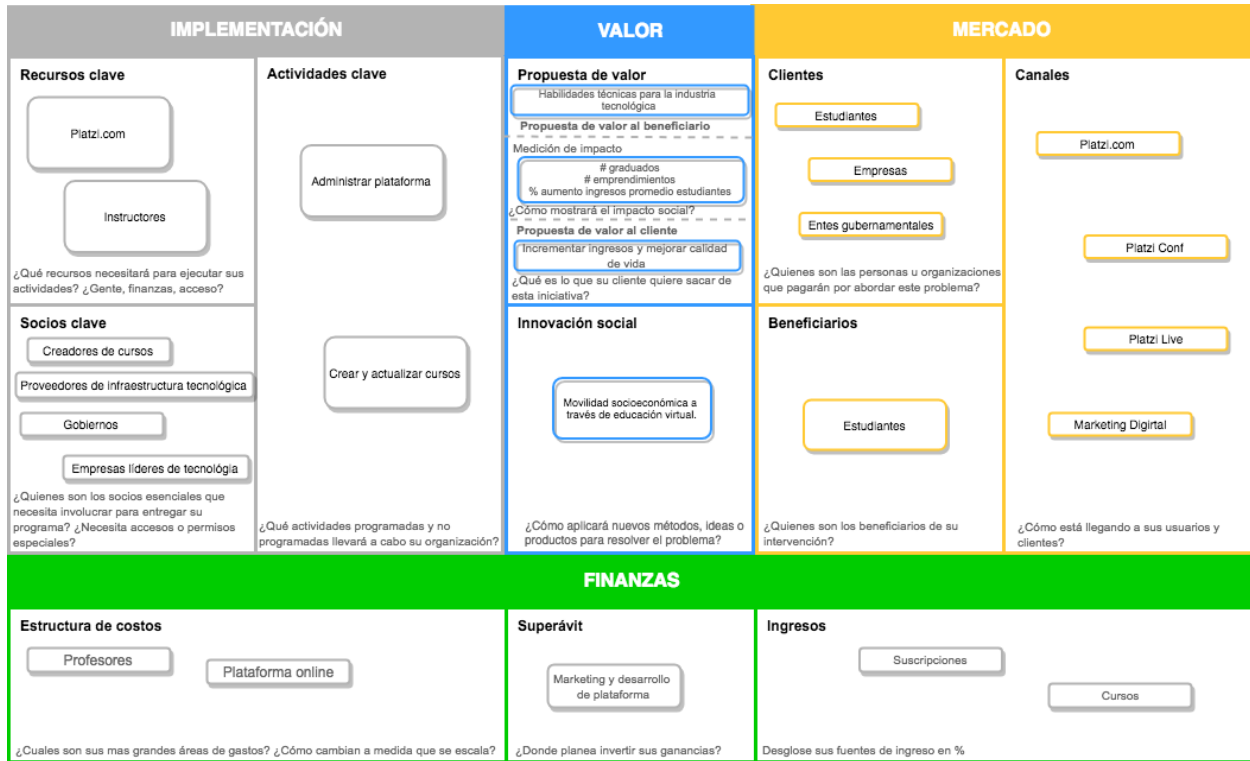 IMPLEMENTACIÓN
VALOR
MERCADO
Recursos clave
Platzi.com
Instructores
¿Qué recursos necesitará para ejecutar sus
actividades? ¿Gente, finanzas, acceso?
Socios clave
Creadores de cursos
Proveedores de infraestructura tecnológica
Gobiernos
Empresas líderes de tecnológia
¿Quienes son los socios esenciales que
necesita involucrar para entregar su
programa? ¿Necesita accesos o permisos
especiales?
Actividades clave
Administrar plataforma
Crear y actualizar cursos
¿Qué actividades programadas y no
programadas llevará a cabo su organización?
Propuesta de valor
Habilidades técnicas para la industria
tecnológica
Propuesta de valor al beneficiario
Medición de impacto
# graduados
# emprendimientos
% aumento ingresos promedio estudiantes
¿Cómo mostrará el impacto social?
Propuesta de valor al cliente
Incrementar ingresos y mejorar calidad
de vida
¿Qué es lo que su cliente quiere sacar de
esta iniciativa?
Innovación social
Movilidad socioeconómica a
través de educación virtual.
¿Cómo aplicará nuevos métodos, ideas o
productos para resolver el problema?
Clientes
Estudiantes
Empresas
Entes gubernamentales
¿Quienes son las personas u organizaciones
que pagarán por abordar este problema?
Beneficiarios
Estudiantes
¿Quienes son los beneficiarios de su
intervención?
Canales
Platzi.com
Platzi Conf
Platzi Live
Marketing Digirtal
¿Cómo está llegando a sus usuarios y
clientes?
FINANZAS
Estructura de costos
Profesores
Plataforma online
¿Cuales son sus mas grandes áreas de gastos? ¿Cómo cambian a medida que se escala?
Superávit
Marketing y desarrollo
de plataforma
¿Donde planea invertir sus ganancias?
Ingresos
Suscripciones
Cursos
Desglose sus fuentes de ingreso en %